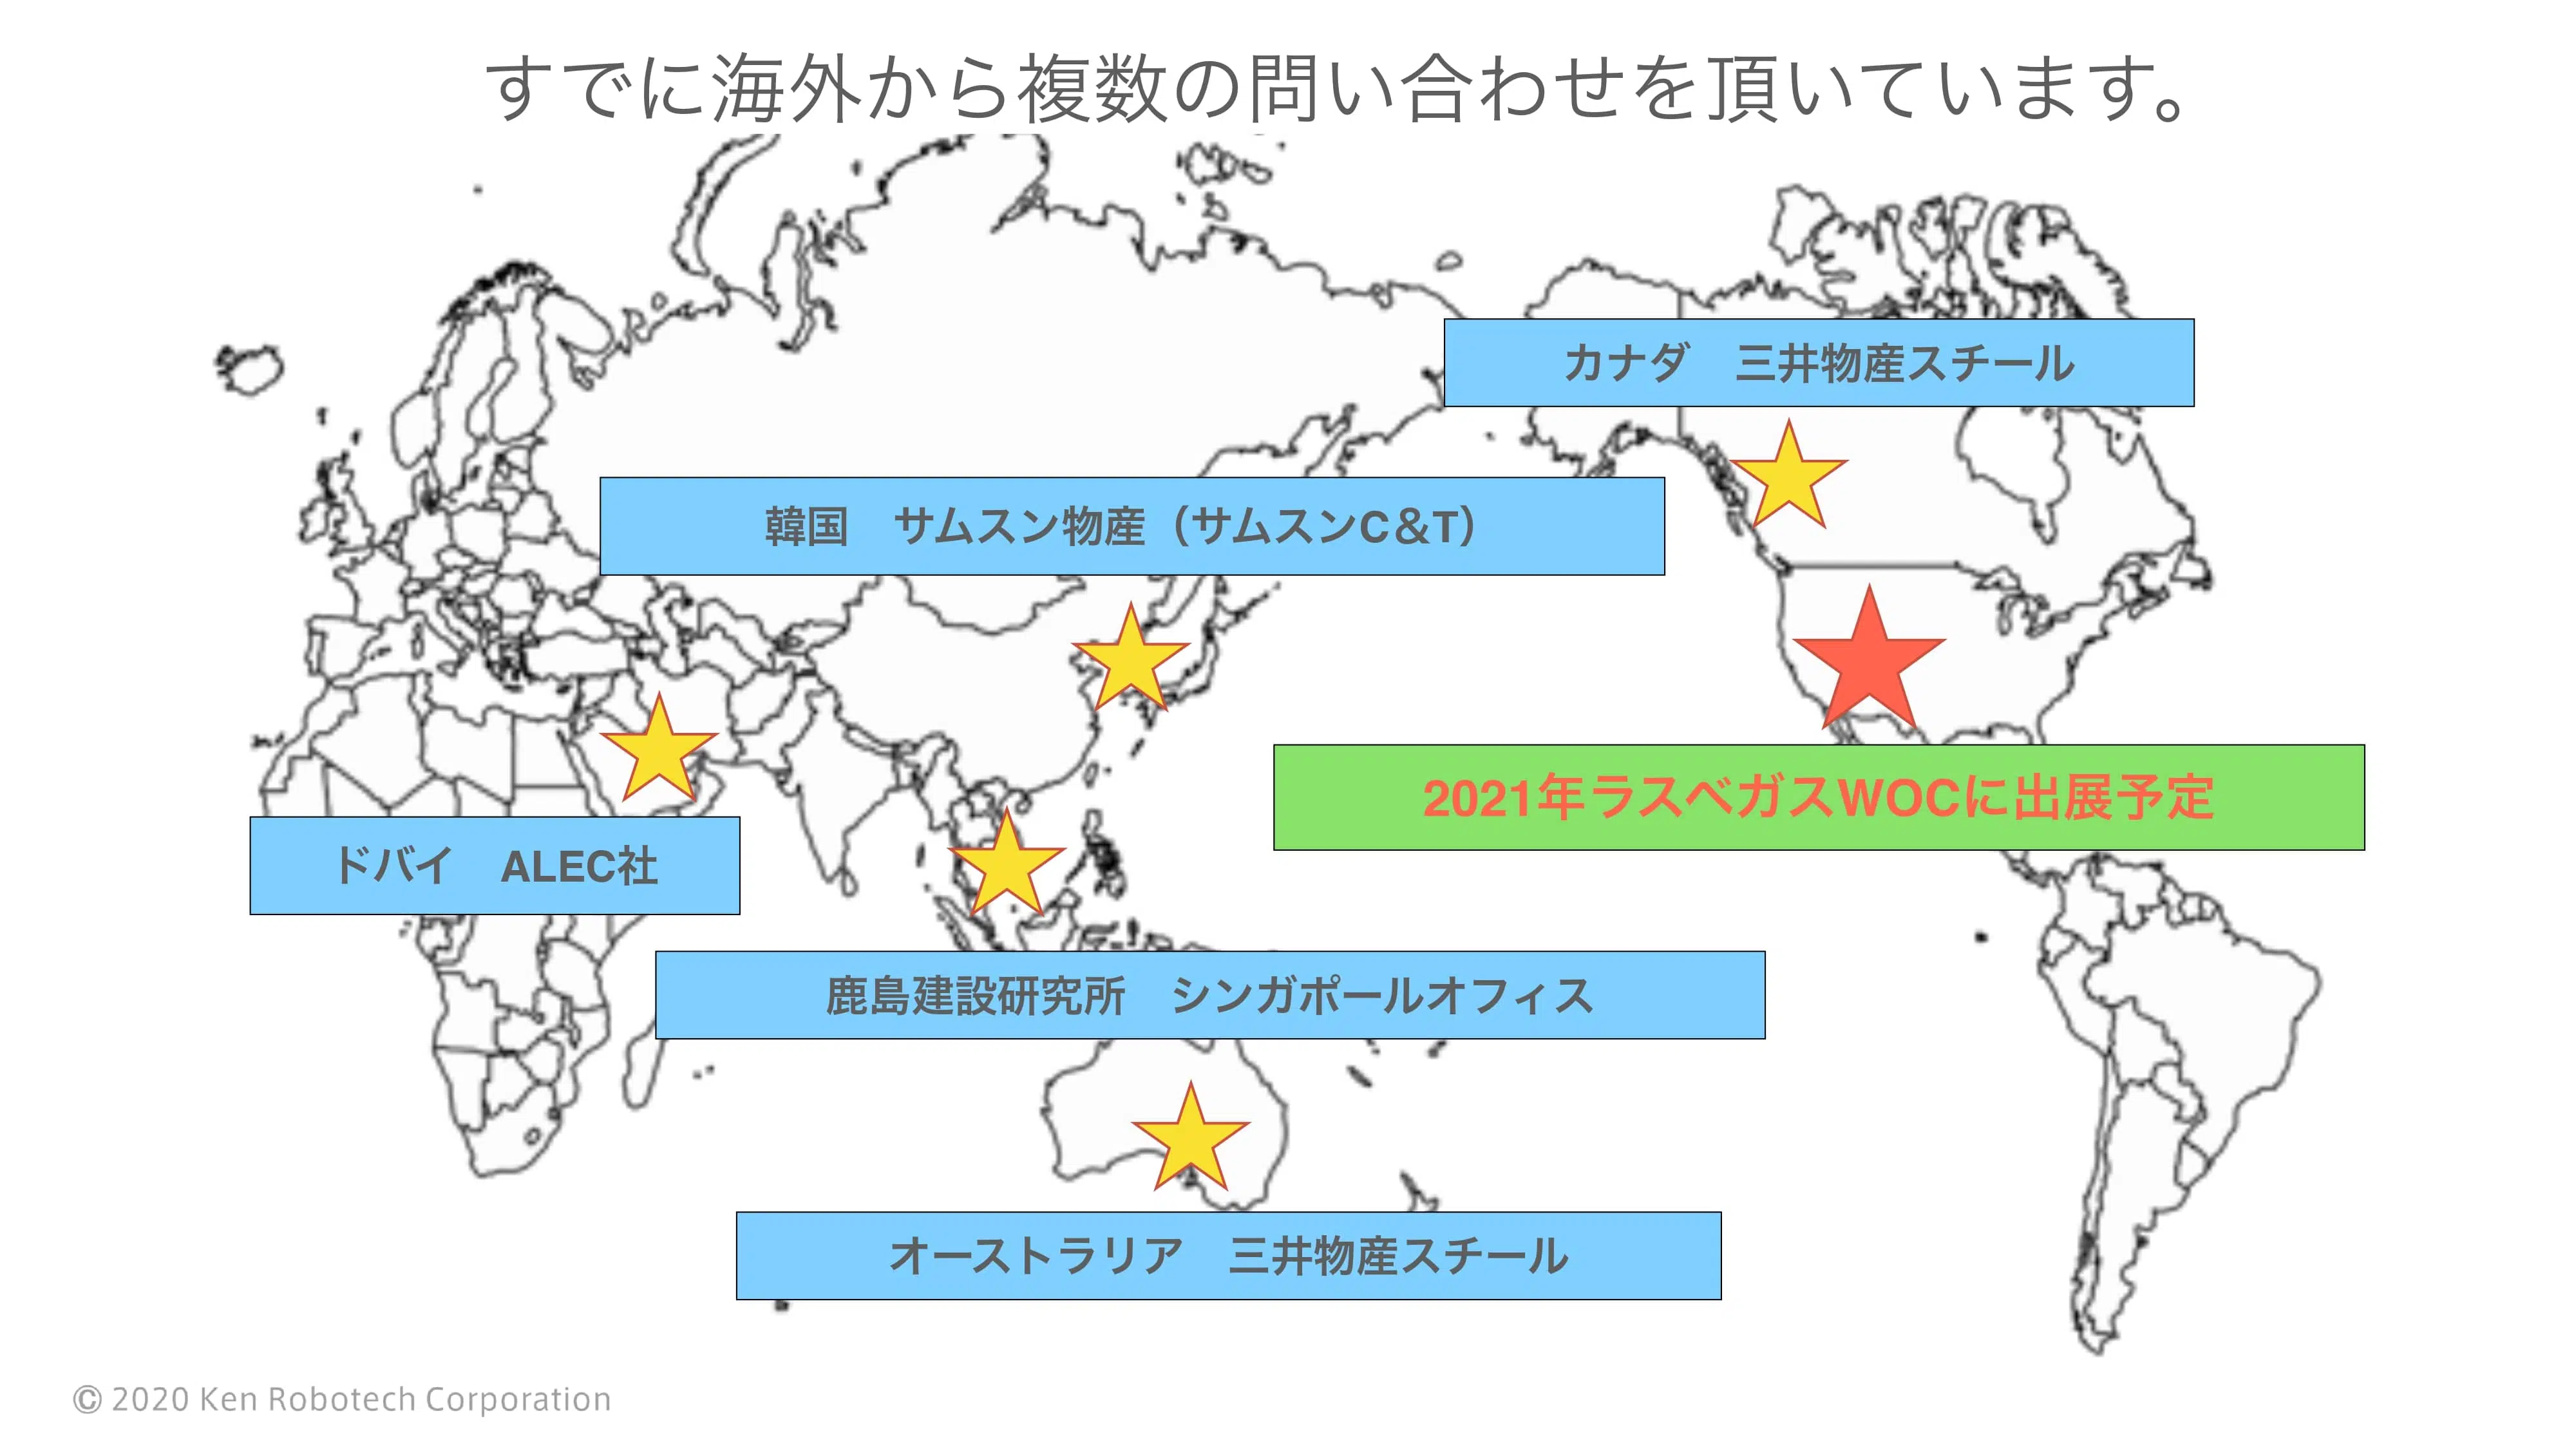 すでに海外から複数の問い合わせを頂いています。
カナダ　三井物産スチール
韓国　サムスン物産（サムスンC＆T）
2021年ラスベガスWOCに出展予定
ドバイ　ALEC社
鹿島建設研究所　シンガポールオフィス
オーストラリア　三井物産スチール
© 2020 Ken Robotech Corporation